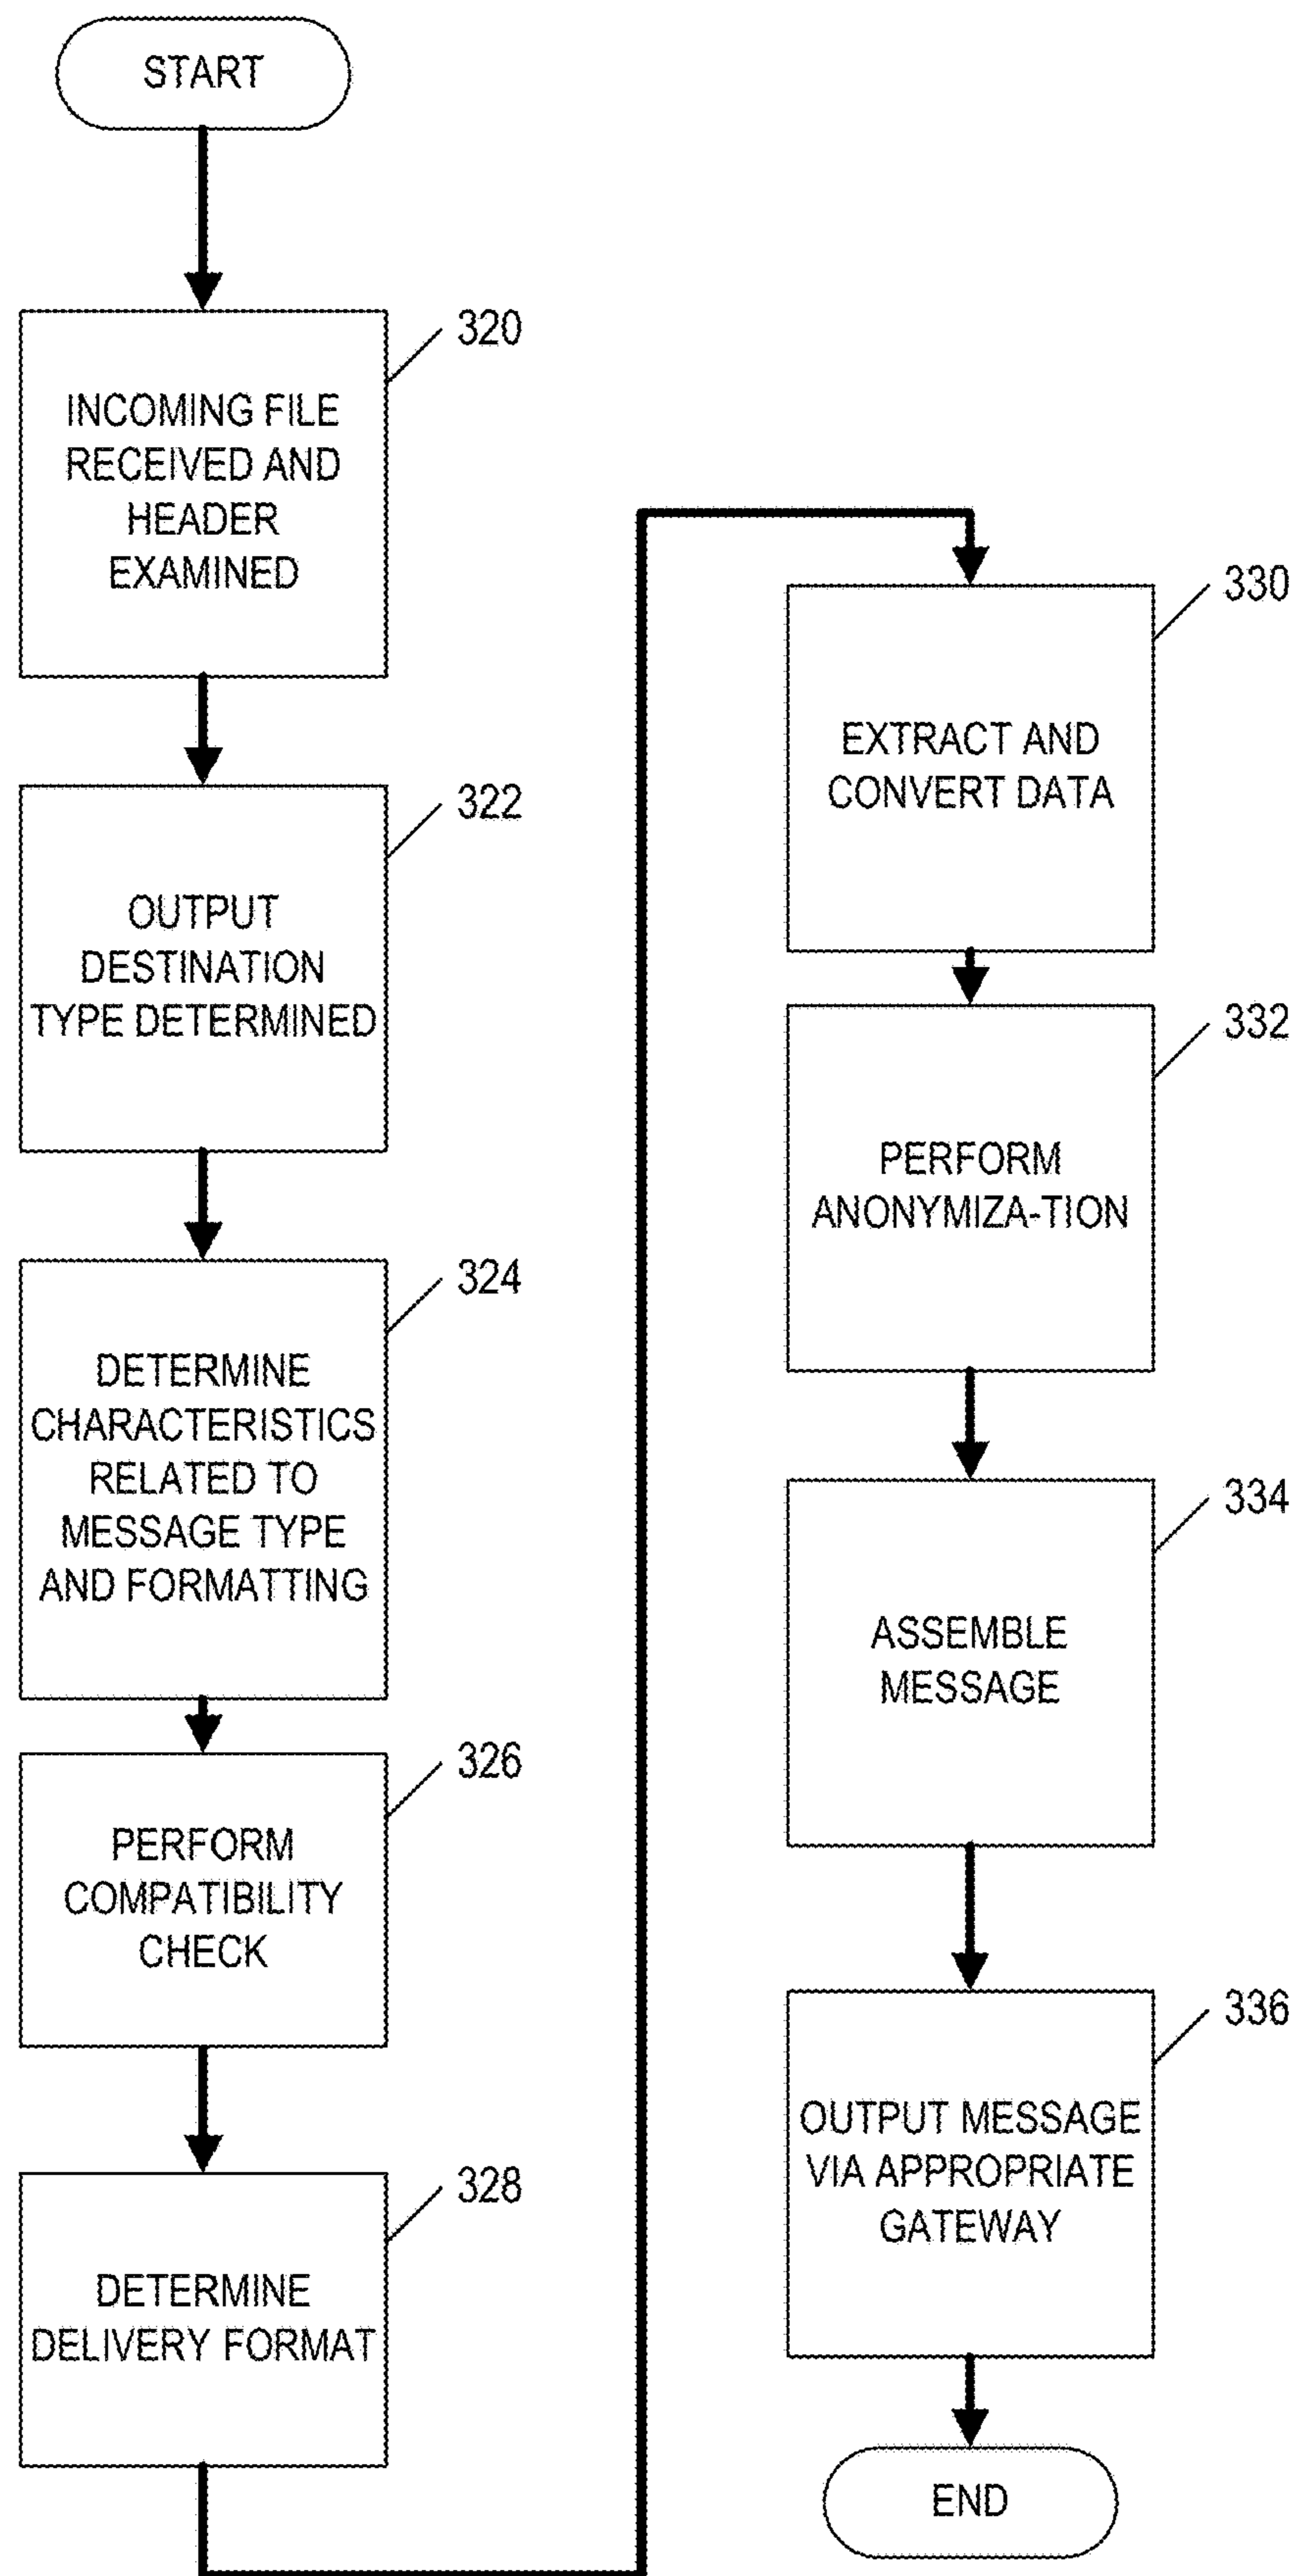 START
320
INCOMING FILE
RECEIVED AND
HEADER
EXAMINED
322
OUTPUT
DESTINATION
TYPE DETERMINED
324
DETERMINE
CHARACTERISTICS
RELATED TO
MESSAGE TYPE
AND FORMATTING
326
PERFORM
COMPATIBILITY
CHECK
328
DETERMINE
DELIVERY FORMAT
330
EXTRACT AND
CONVERT DATA
332
PERFORM
ANONYMIZA-TION
334
ASSEMBLE
MESSAGE
336
OUTPUT MESSAGE
VIA APPROPRIATE
GATEWAY
END